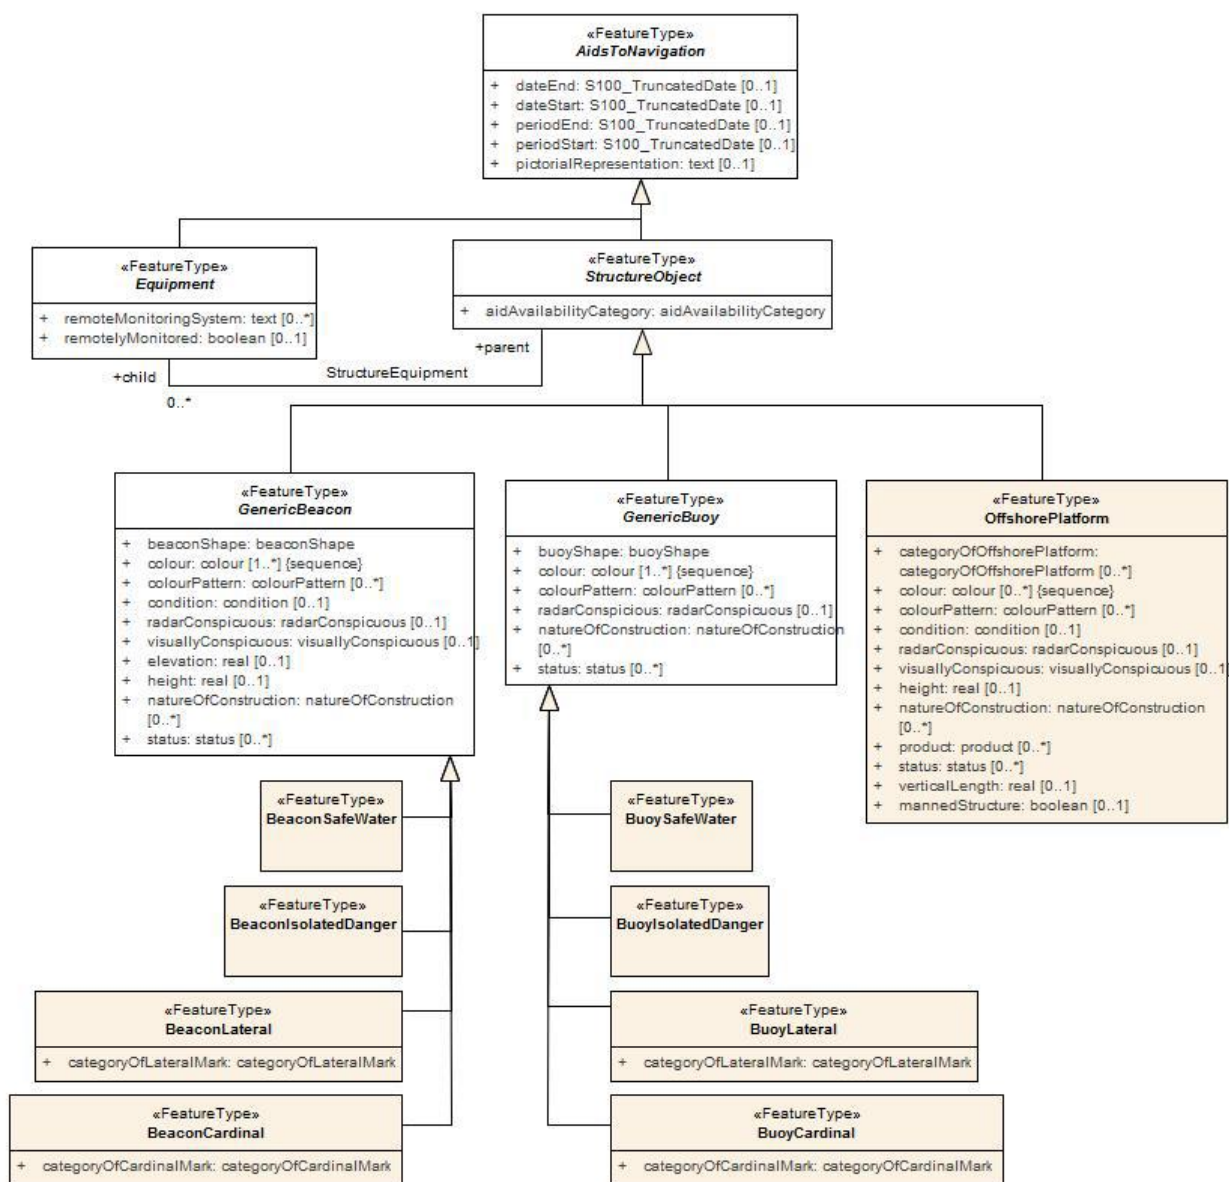 «FeatureType»
AidsToNavigation
+ dateEnd: S100_TruncatedDate [0..1]
+ dateStart: S100_TruncatedDate [0..1]
+ periodEnd: S100_TruncatedDate [0..1]
+ periodStart: S100_TruncatedDate [0..1]
+ pictorialRepresentation: text [0..1]
«FeatureType»
Equipment
+ remoteMonitoringSystem: text [0..*]
+ remotelyMonitored: boolean [0..1]
«FeatureType»
StructureObject
+ aidAvailabilityCategory: aidAvailabilityCategory
+child
0..*
StructureEquipment
+parent
«FeatureType»
GenericBeacon
+ beaconShape: beaconShape
+ colour: colour [1..*] {sequence}
+ colourPattern: colourPattern [0..*]
+ condition: condition [0..1]
+ radarConspicuous: radarConspicuous [0..1]
+ visuallyConspicuous: visuallyConspicuous [0..1]
+ elevation: real [0..1]
+ height: real [0..1]
+ natureOfConstruction: natureOfConstruction
[0..*]
+ status: status [0..*]
«FeatureType»
GenericBuoy
+ buoyShape: buoyShape
+ colour: colour [1..*] {sequence}
+ colourPattern: colourPattern [0..*]
+ radarConspicious: radarConspicuous [0..1]
+ natureOfConstruction: natureOfConstruction
[0..*]
+ status: status [0..*]
«FeatureType»
OffshorePlatform
+ categoryOfOffshorePlatform:
categoryOfOffshorePlatform [0..*]
+ colour: colour [0..*] {sequence}
+ colourPattern: colourPattern [0..*]
+ condition: condition [0..1]
+ radarConspicuous: radarConspicuous [0..1]
+ visuallyConspicuous: visuallyConspicuous [0..1]
+ height: real [0..1]
+ natureOfConstruction: natureOfConstruction
[0..*]
+ product: product [0..*]
+ status: status [0..*]
+ verticalLength: real [0..1]
+ mannedStructure: boolean [0..1]
«FeatureType»
BeaconSafeWater
«FeatureType»
BeaconIsolatedDanger
«FeatureType»
BeaconLateral
+ categoryOfLateralMark: categoryOfLateralMark
«FeatureType»
BeaconCardinal
+ categoryOfCardinalMark: categoryOfCardinalMark
«FeatureType»
BuoySafeWater
«FeatureType»
BuoyIsolatedDanger
«FeatureType»
BuoyLateral
+ categoryOfLateralMark: categoryOfLateralMark
«FeatureType»
BuoyCardinal
+ categoryOfCardinalMark: categoryOfCardinalMark